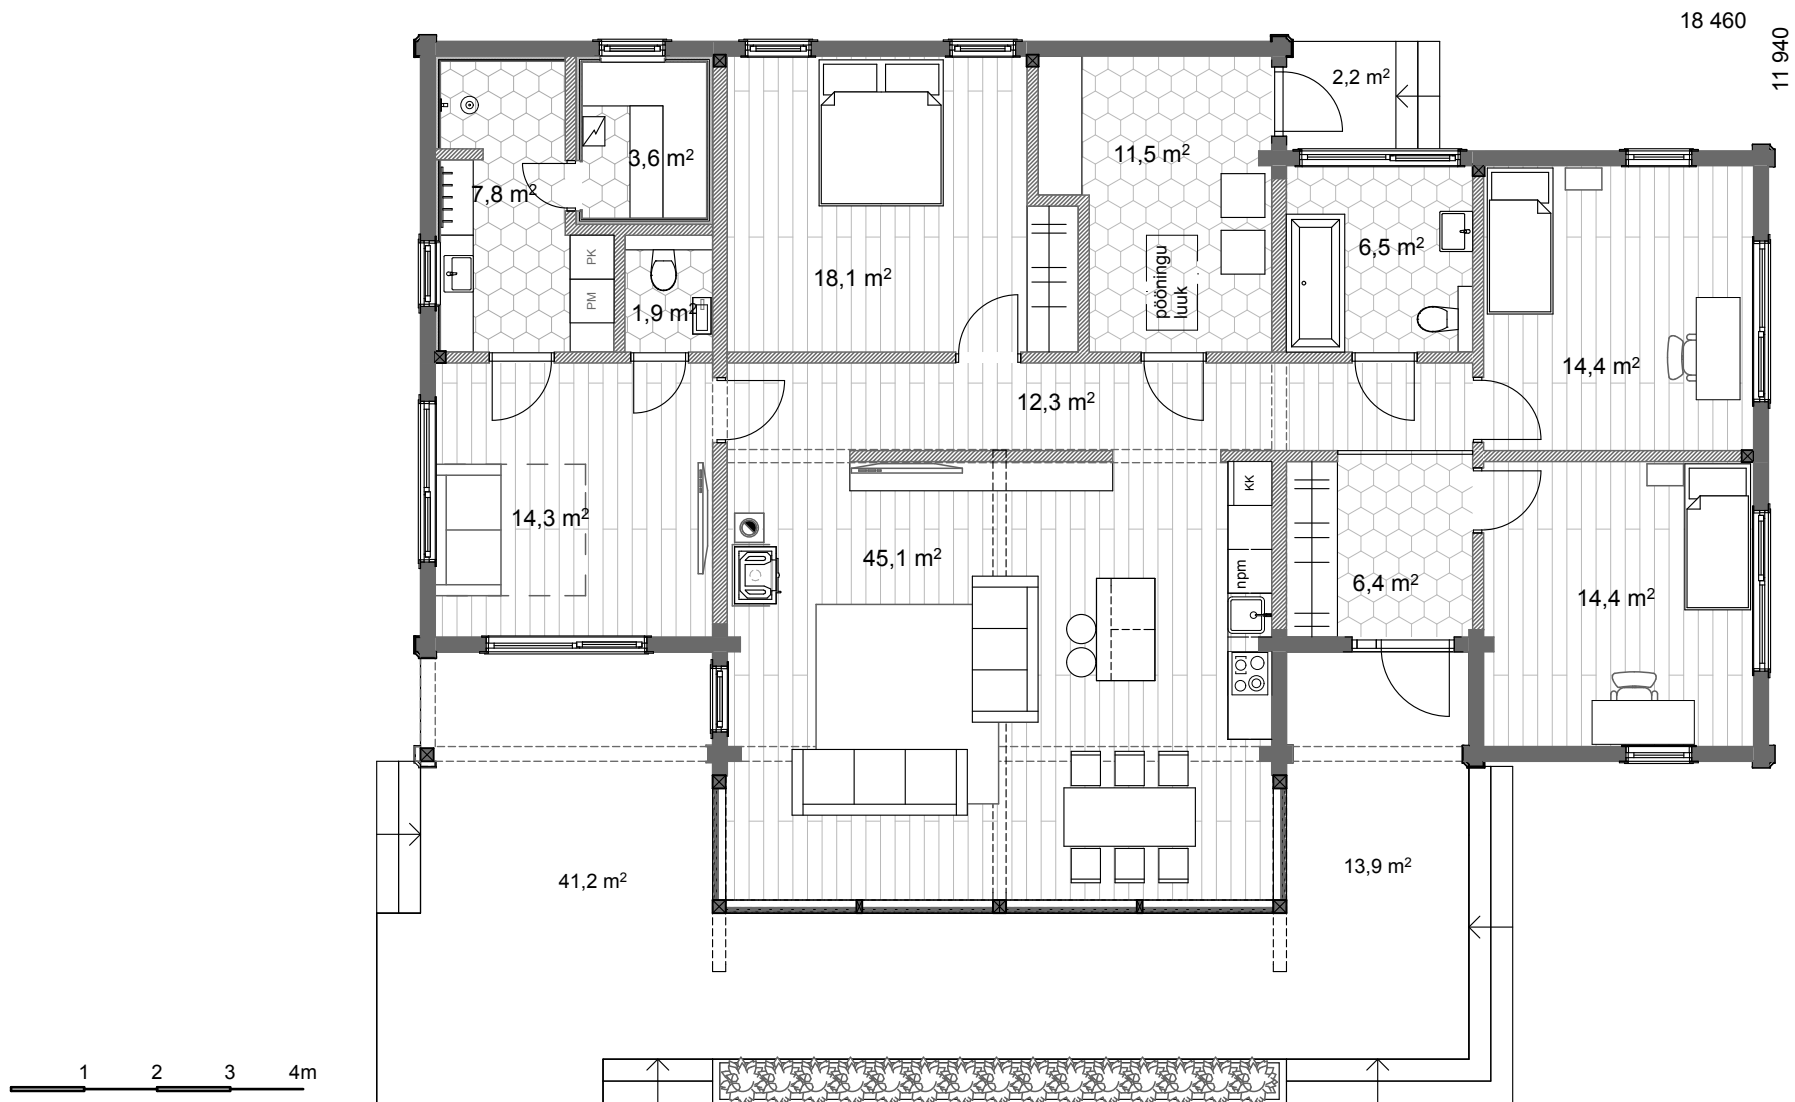 18 460
11 940
2,2 m²
3,6 m²
11,5 m²
7,8 m²
6,5 m²
PK
18,1 m²
pööningu
luuk
PM
1,9 m²
14,4 m²
12,3 m²
KK
14,3 m²
45,1 m²
npm
6,4 m²
14,4 m²
41,2 m²
13,9 m²
1 2 3 4m